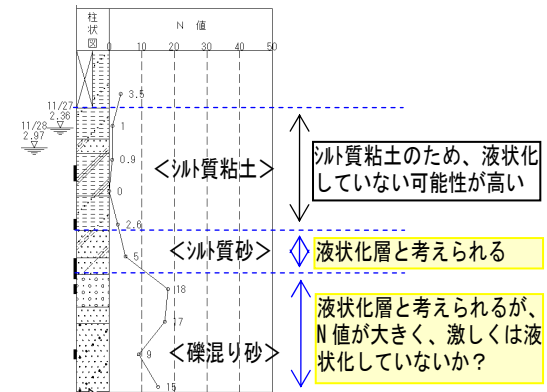 柱状図
N 値
0 10 20 30 40 50
11/27
2.36
11/28
2.97
3.5
1
0.9
0
2.6
5
18
17
9
15
<ｼﾙﾄ質粘土>
ｼﾙﾄ質粘土のため、液状化
していない可能性が高い
<ｼﾙﾄ質砂>
液状化層と考えられる
<礫混り砂>
液状化層と考えられるが、
N値が大きく、激しくは液
状化していないか？